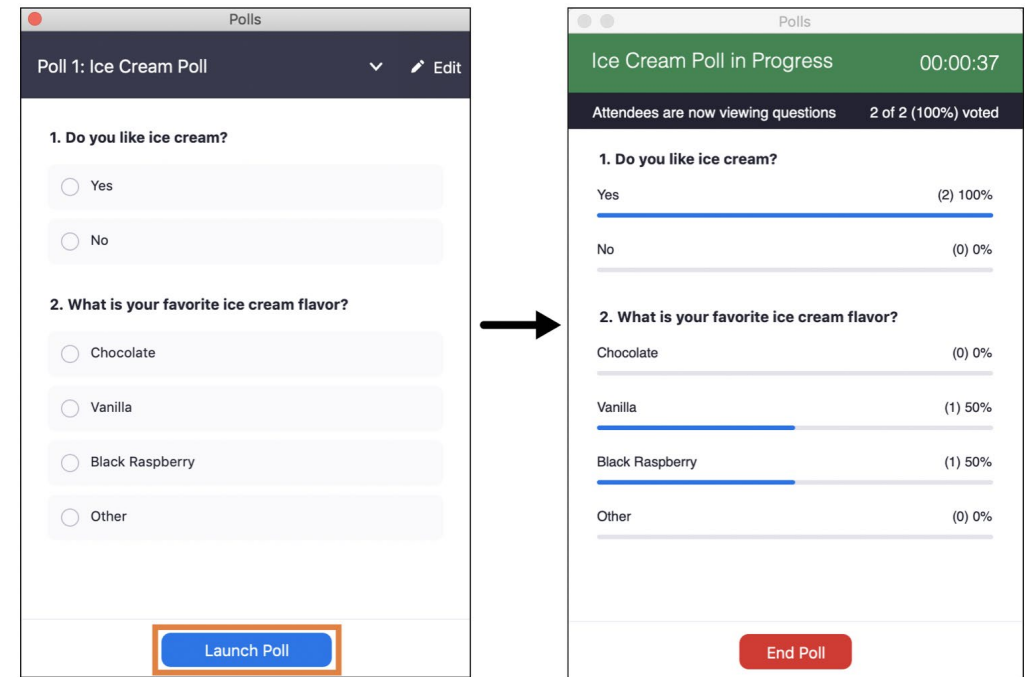 Polls
Poll 1: Ice Cream Poll
Edit
1. Do you like ice cream?
Yes
No
2. What is your favorite ice cream flavor?
Chocolate
Vanilla
Black Raspberry
Other
Launch Poll
Polls
Ice Cream Poll in Progress 00:00:37
Attendees are now viewing questions 2 of 2 (100%) voted
1. Do you like ice cream?
Yes (2) 100%
No (0) 0%
2. What is your favorite ice cream flavor?
Chocolate (0) 0%
Vanilla (1) 50%
Black Raspberry (1) 50%
Other (0) 0%
End Poll